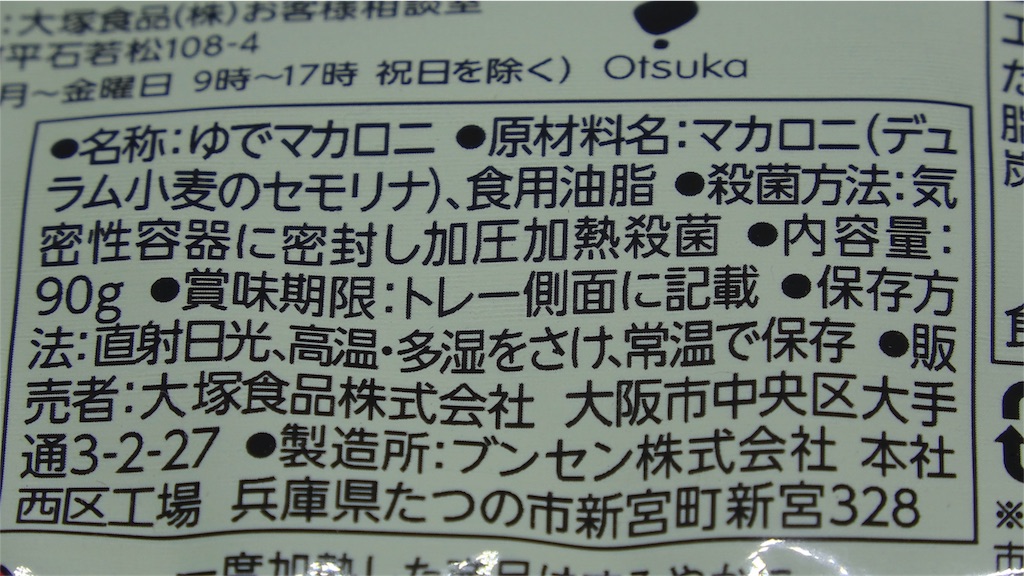 :大塚食品(株)お客様相談室
平石若松108-4
月～金曜日 9時～17時 祝日を除く) Otsuka
●名称:ゆでマカロニ ●原材料名:マカロニ(デュ
ラム小麦のセモリナ)、食用油脂 ●殺菌方法:気
密性容器に密封し加圧加熱殺菌 ●内容量:
90g ●賞味期限:トレー側面に記載 ●保存方
法:直射日光、高温・多湿をさけ、常温で保存 ●販
売者:大塚食品株式会社 大阪市中央区大手
通3-2-27 ●製造所:ブンセン株式会社 本社
西区工場 兵庫県たつの市新宮町新宮328